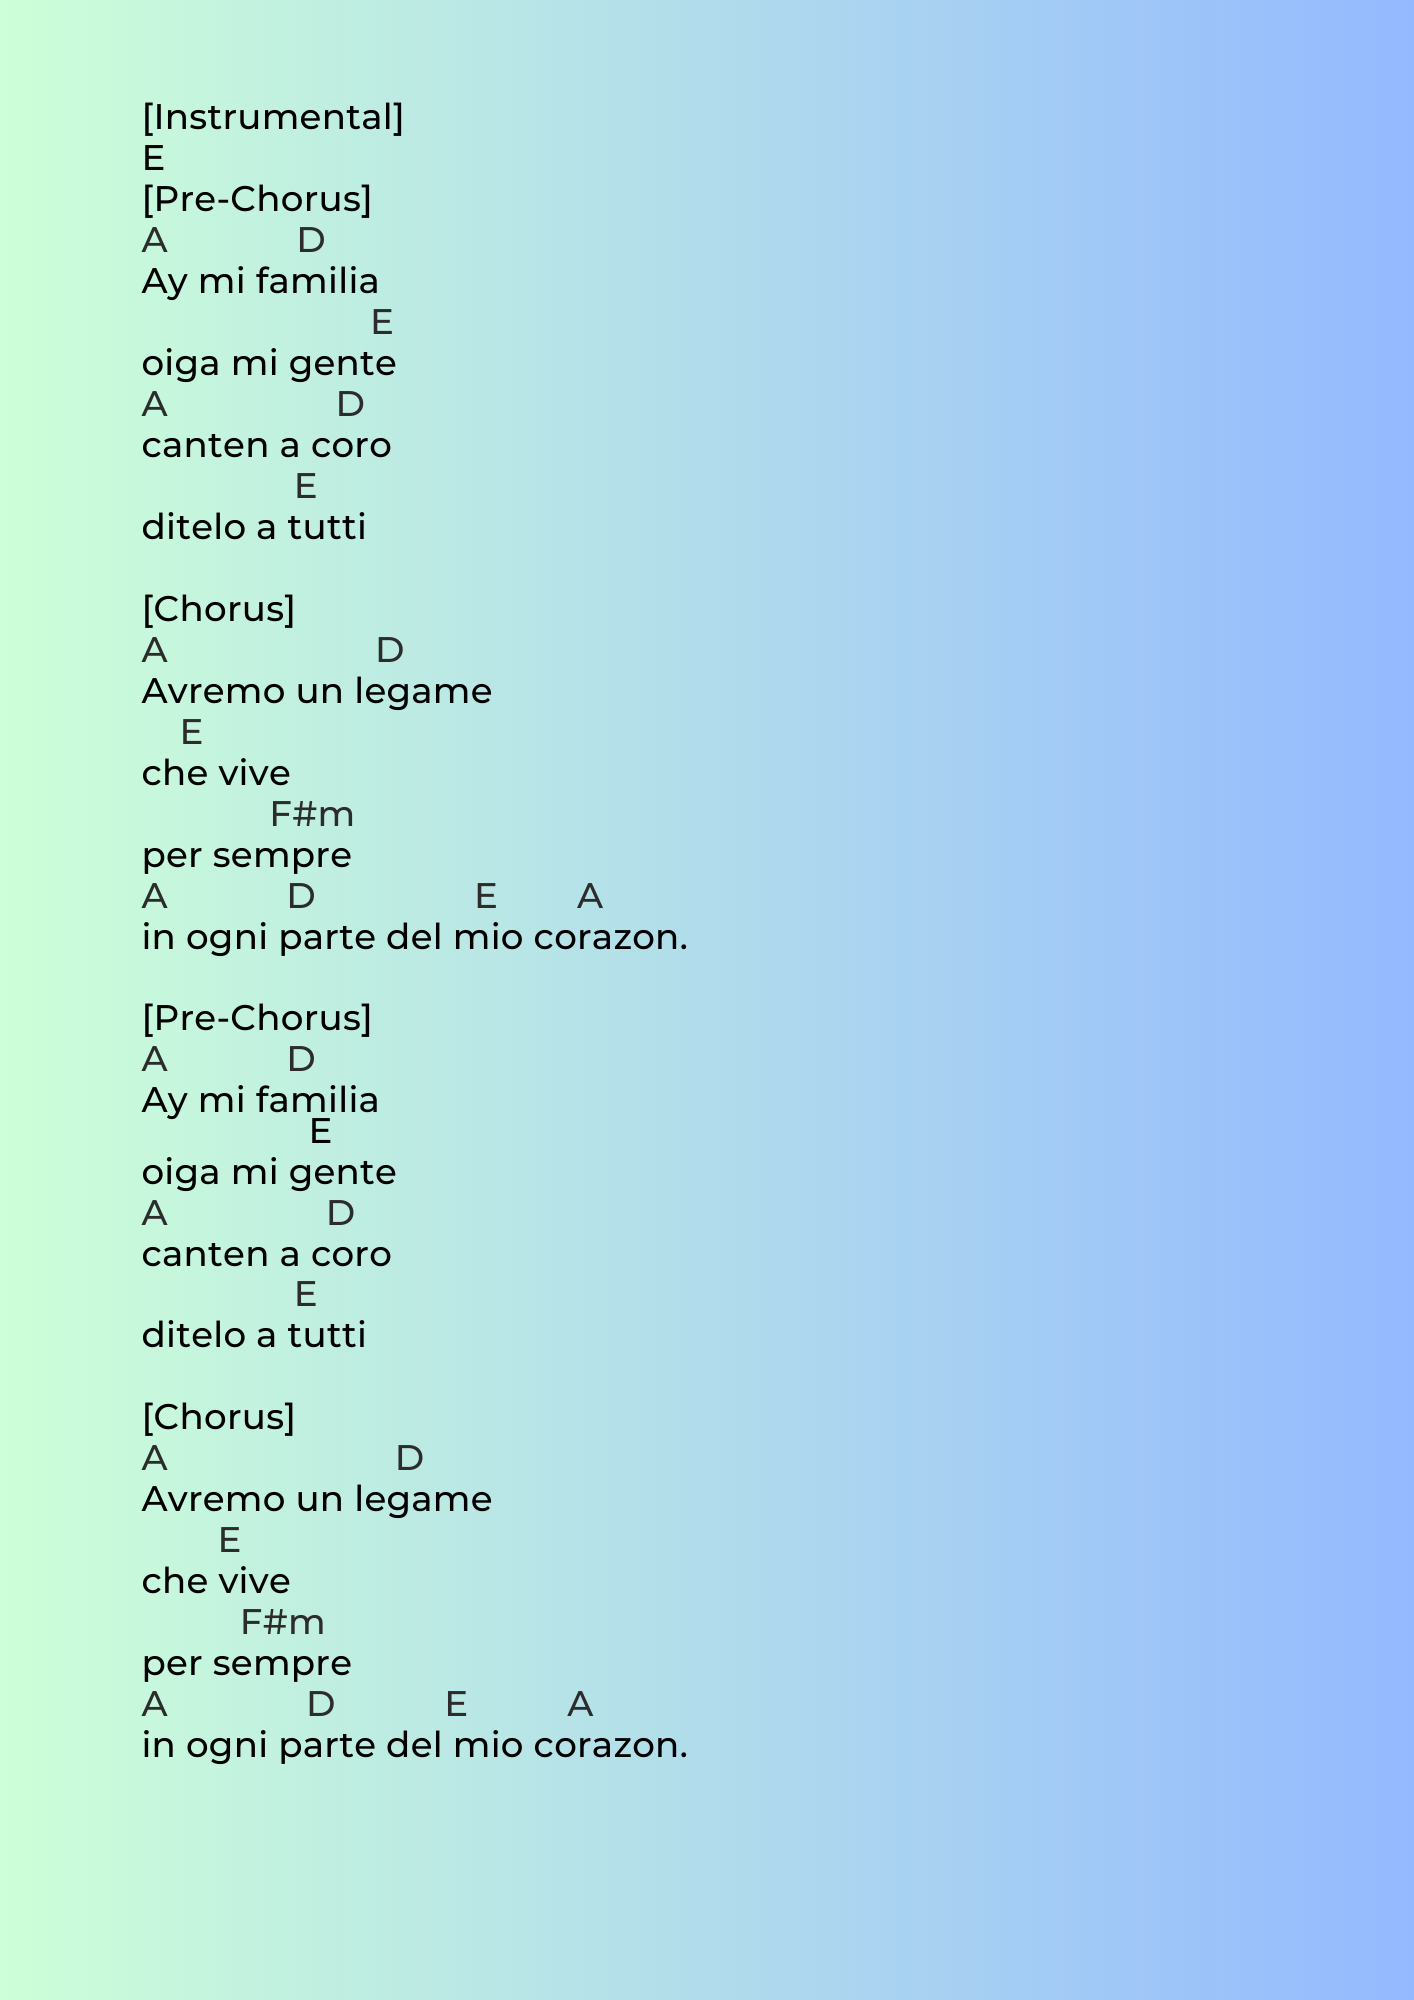 [Instrumental]
E
[Pre-Chorus]
A D
Ay mi familia
E
oiga mi gente
A D
canten a coro
E
ditelo a tutti
[Chorus]
A D
Avremo un legame
E
che vive
F#m
per sempre
A D E A
in ogni parte del mio corazon.
[Pre-Chorus]
A D
Ay mi familia
E
oiga mi gente
A D
canten a coro
E
ditelo a tutti
[Chorus]
A D
Avremo un legame
E
che vive
F#m
per sempre
A D E A
in ogni parte del mio corazon.